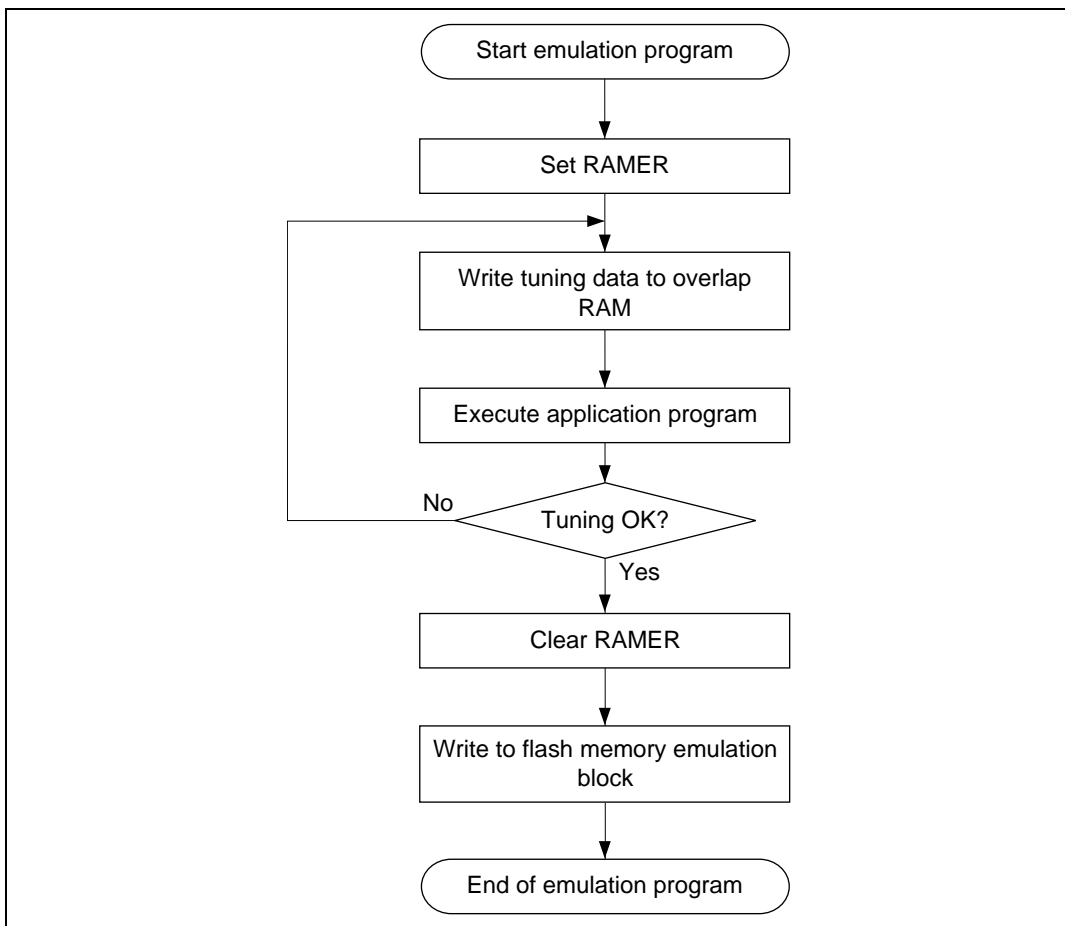 Start emulation program
Set RAMER
Write tuning data to overlap
RAM
Execute application program
No
Tuning OK?
Yes
Clear RAMER
Write to flash memory emulation
block
End of emulation program